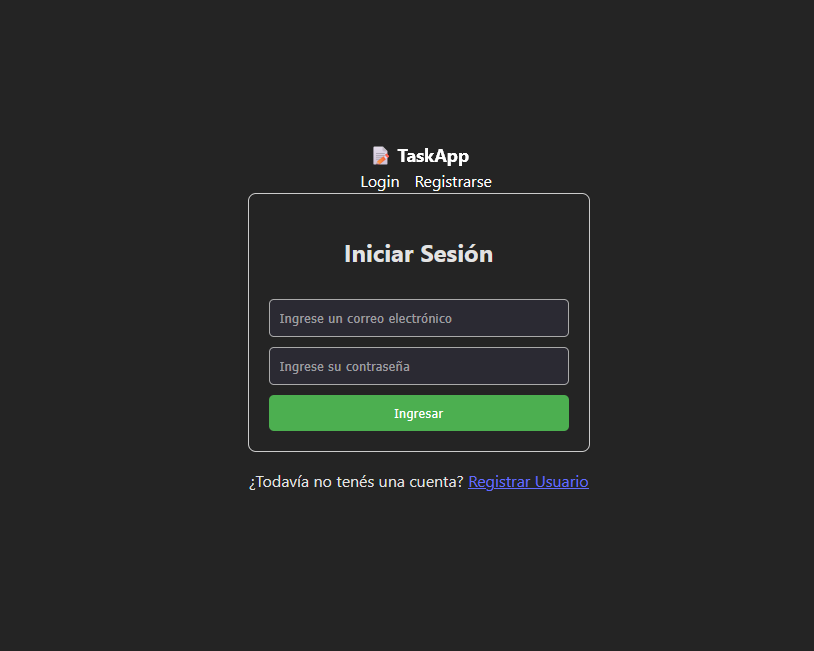 TaskApp
Login Registrarse
Iniciar Sesión
Ingrese un correo electrónico
Ingrese su contraseña
Ingresar
¿Todavía no tenés una cuenta? Registrar Usuario